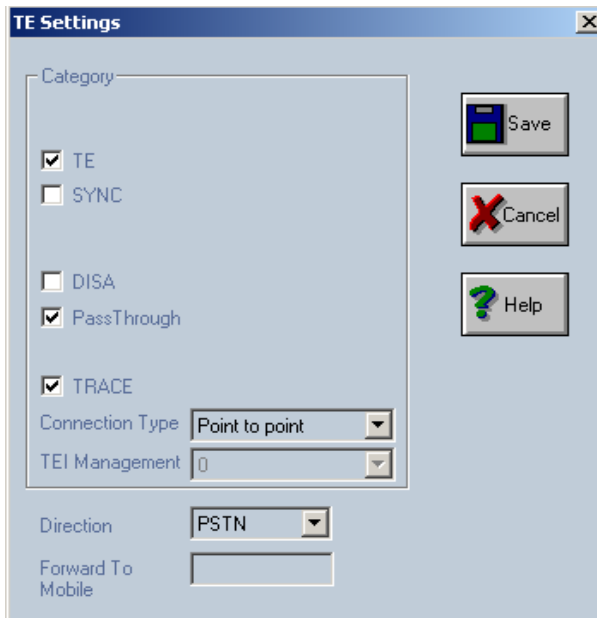 TE Settings
Category
TE
SYNC
DISA
PassThrough
TRACE
Connection Type Point to point
TEI Management 0
Direction PSTN
Forward To
Mobile
Save
Cancel
Help